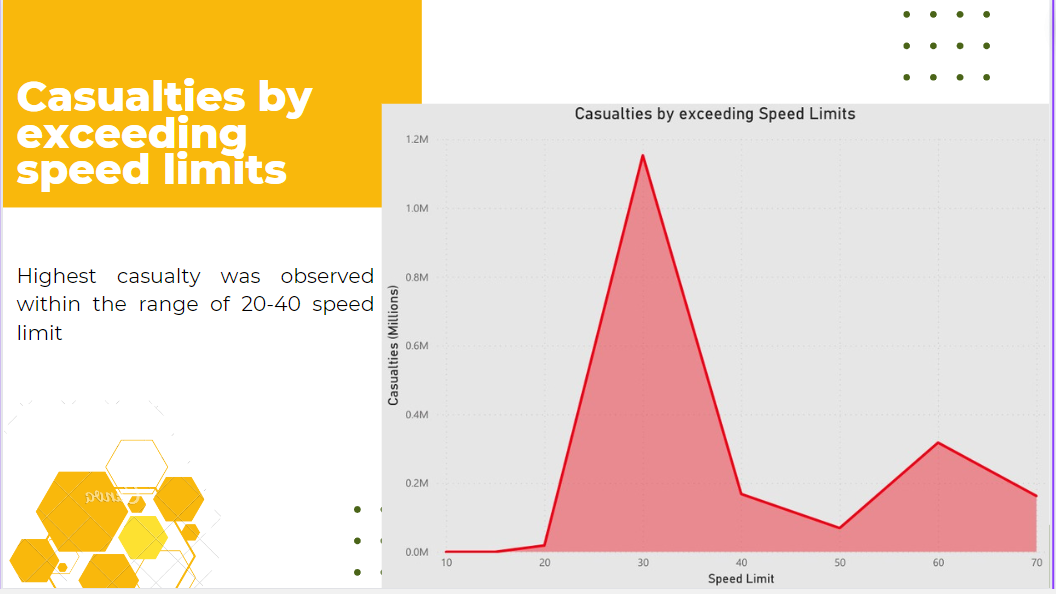 Casualties by
exceeding
speed limits
Highest casualty was observed
within the range of 20-40 speed
limit
Casualties by exceeding Speed Limits
Casualties (Millions)
1.2M
1.0M
0.8M
0.6M
0.4M
0.2M
0.0M
10 20 30 40 50 60 70
Speed Limit